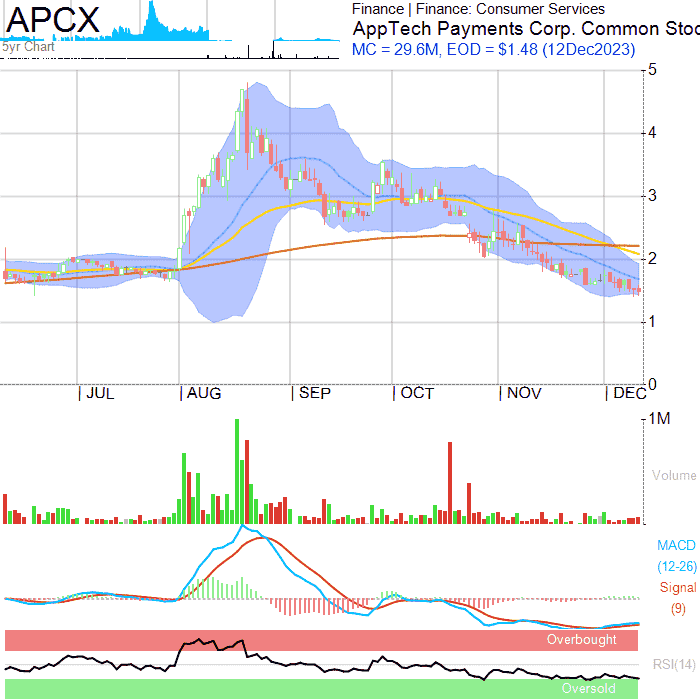 APCX
5yr Chart
Finance | Finance: Consumer Services
AppTech Payments Corp. Common Stoc
MC = 29.6M, EOD = $1.48 (12Dec2023)
5
4
3
2
1
0
| JUL | AUG | SEP | OCT | NOV | DEC
1M
Volume
MACD
(12-26)
Signal
(9)
Overbought
RSI(14)
Oversold